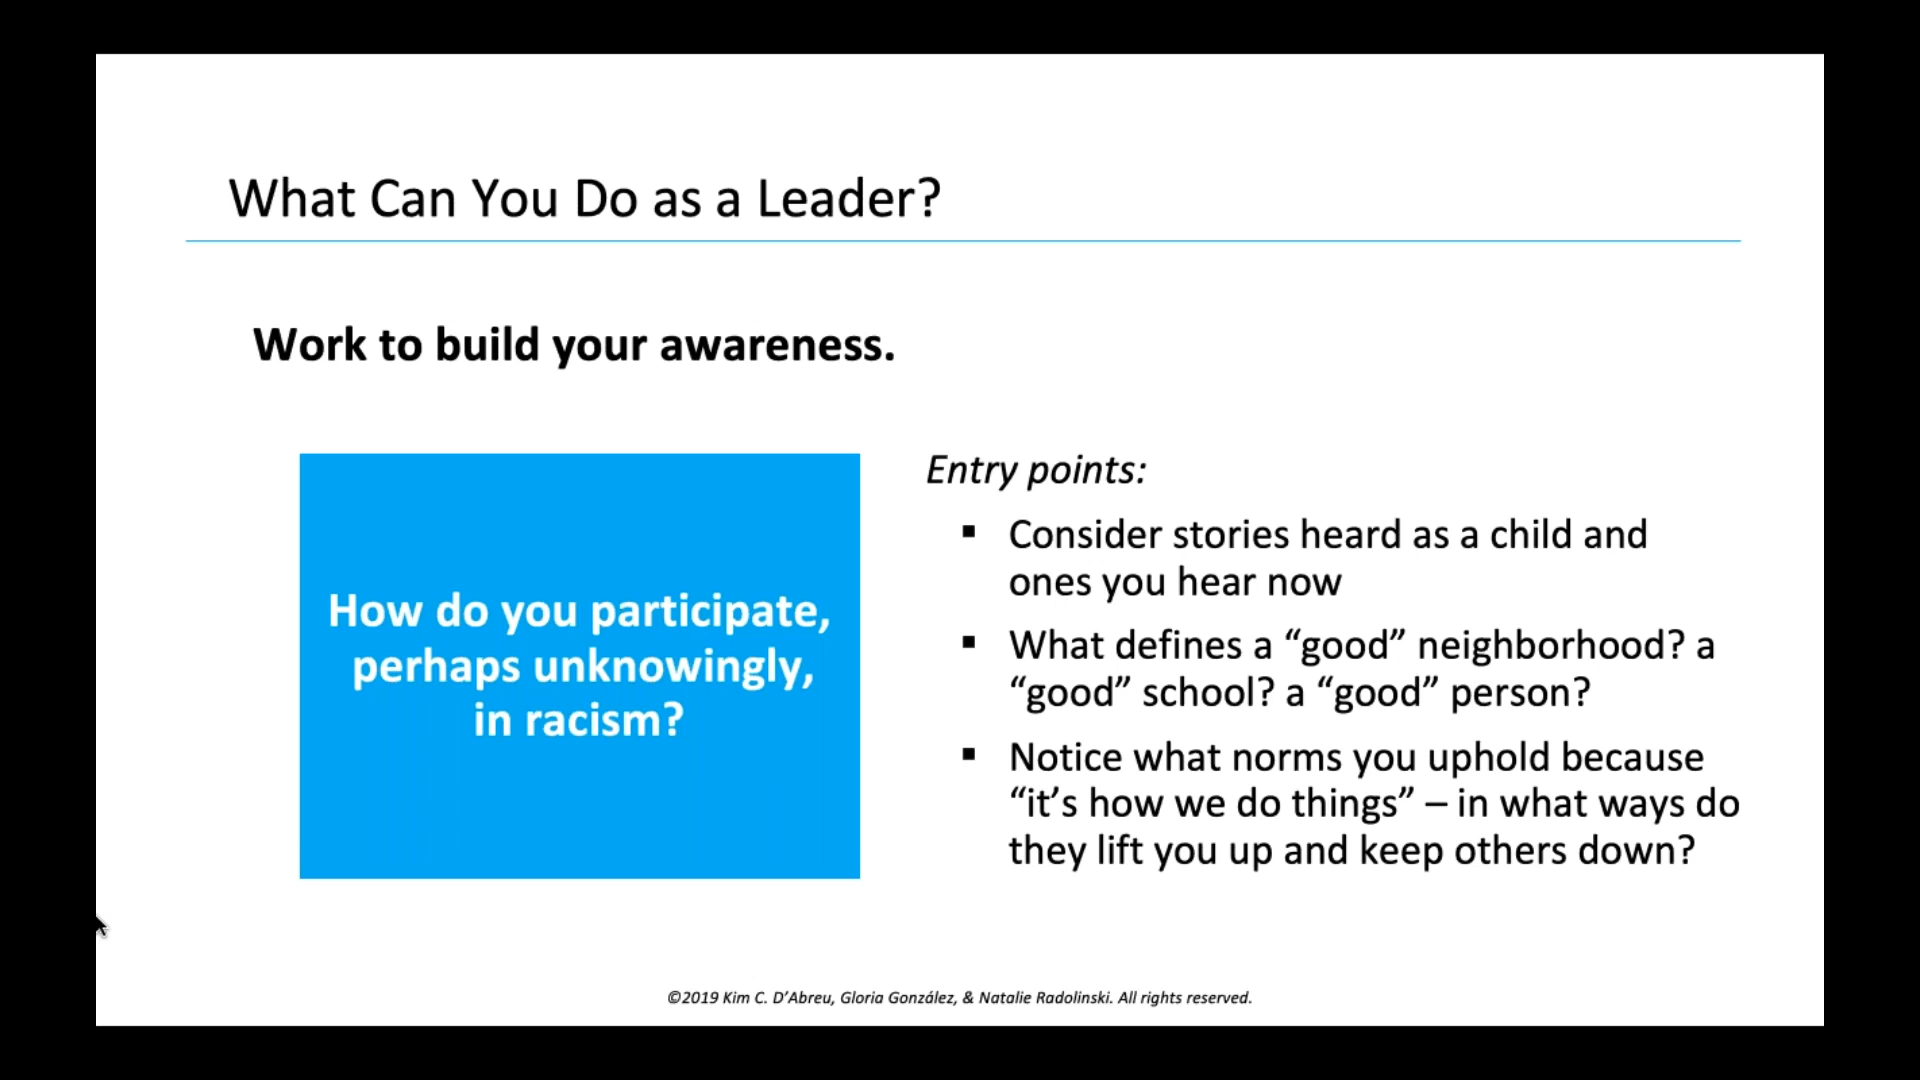 What Can You Do as a Leader?
Work to build your awareness.
How do you participate,
perhaps unknowingly,
in racism?
Entry points:
▪ Consider stories heard as a child and
ones you hear now
▪ What defines a “good” neighborhood? a
“good” school? a “good” person?
▪ Notice what norms you uphold because
“it’s how we do things” – in what ways do
they lift you up and keep others down?
©2019 Kim C. D’Abreu, Gloria González, & Natalie Radolinski. All rights reserved.